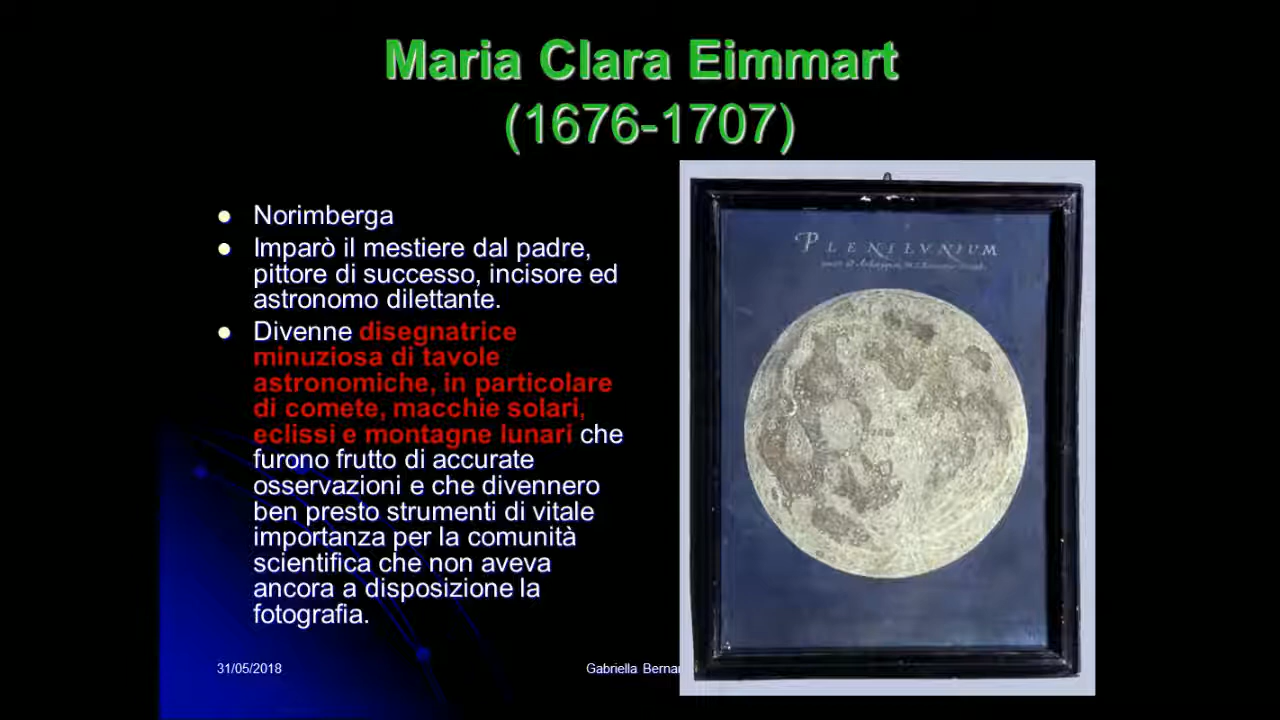 Maria Clara Eimmart
(1676-1707)
Norimberga
Imparò il mestiere dal padre,
pittore di successo, incisore ed
astronomo dilettante.
Divenne disegnatrice
minuziosa di tavole
astronomiche, in particolare
di comete, macchie solari,
eclissi e montagne lunari che
furono frutto di accurate
osservazioni e che divennero
ben presto strumenti di vitale
importanza per la comunità
scientifica che non aveva
ancora a disposizione la
fotografia.
PLENILVNIUM
31/05/2018
Gabriella